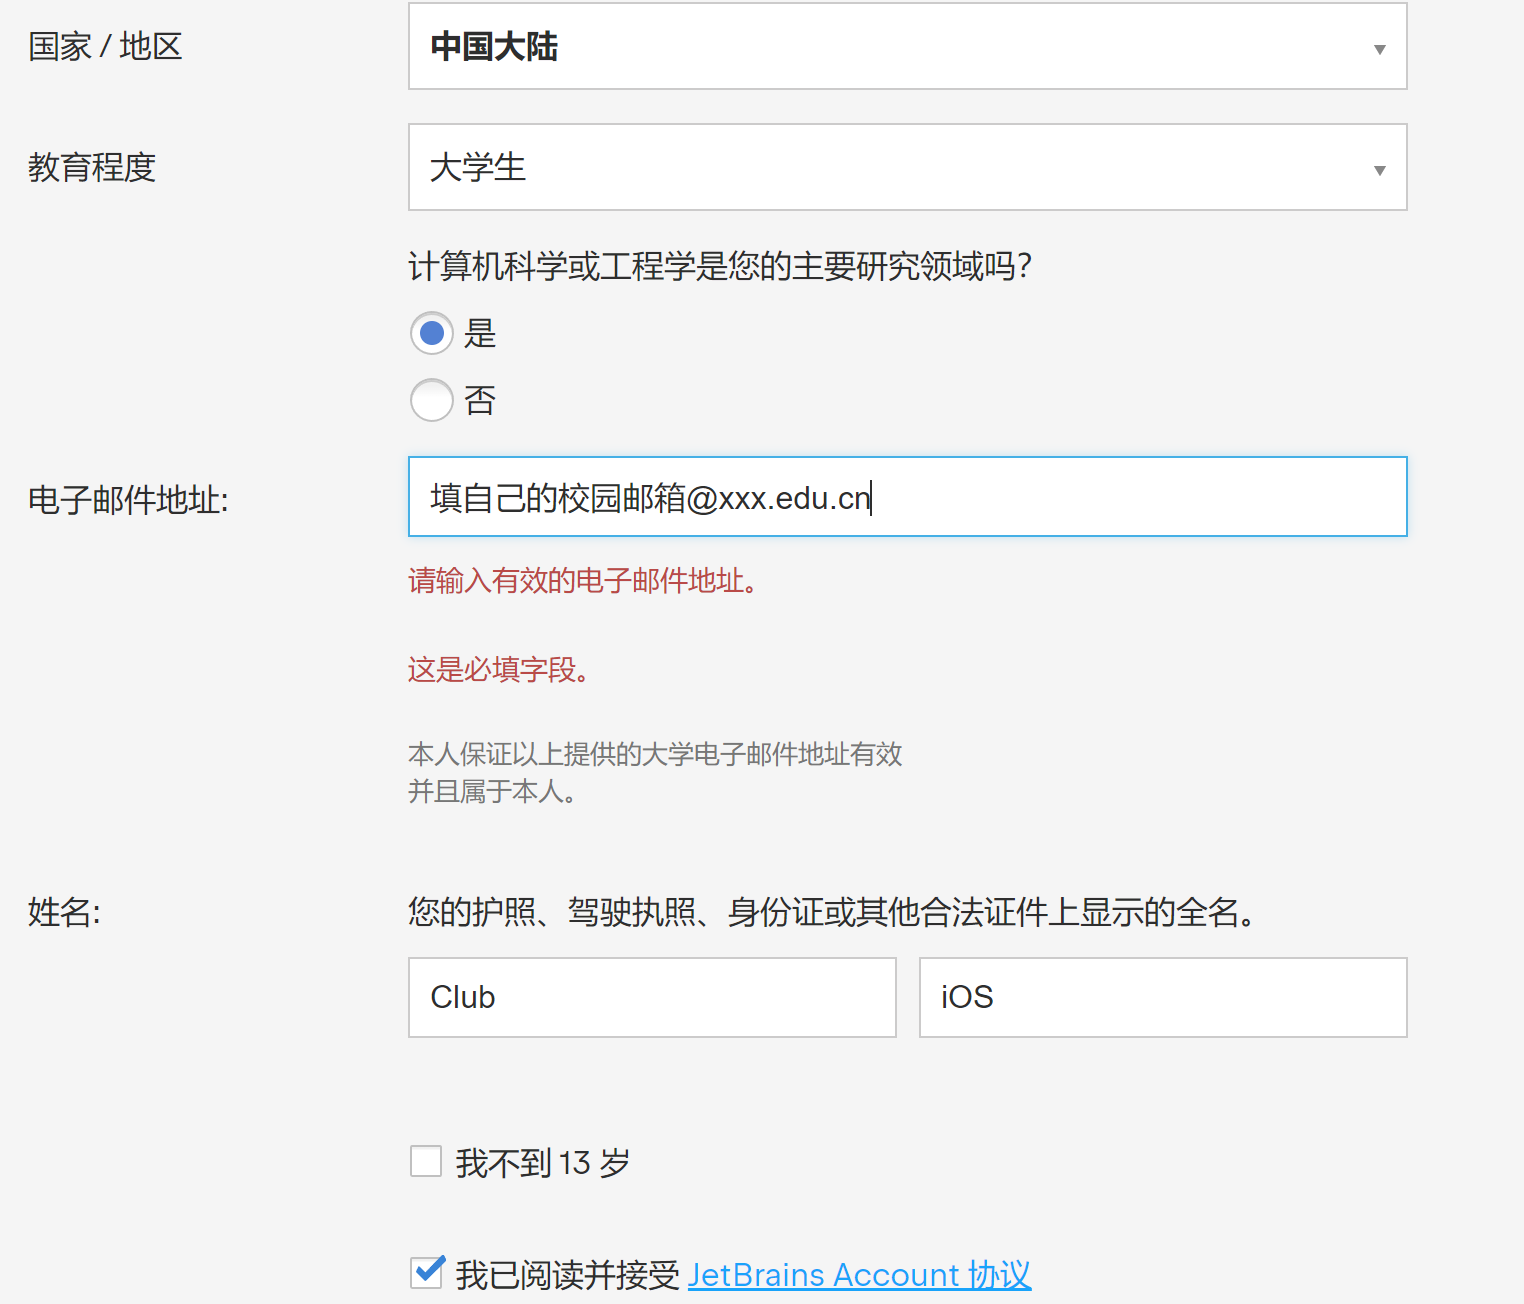 国家 / 地区
中国大陆
教育程度
大学生
计算机科学或工程学是您的主要研究领域吗?
是
否
电子邮件地址:
填自己的校园邮箱@xxx.edu.cn
请输入有效的电子邮件地址。
这是必填字段。
本人保证以上提供的大学电子邮件地址有效
并且属于本人。
姓名:
您的护照、驾驶执照、身份证或其他合法证件上显示的全名。
Club
iOS
我不到 13 岁
我已阅读并接受 JetBrains Account 协议